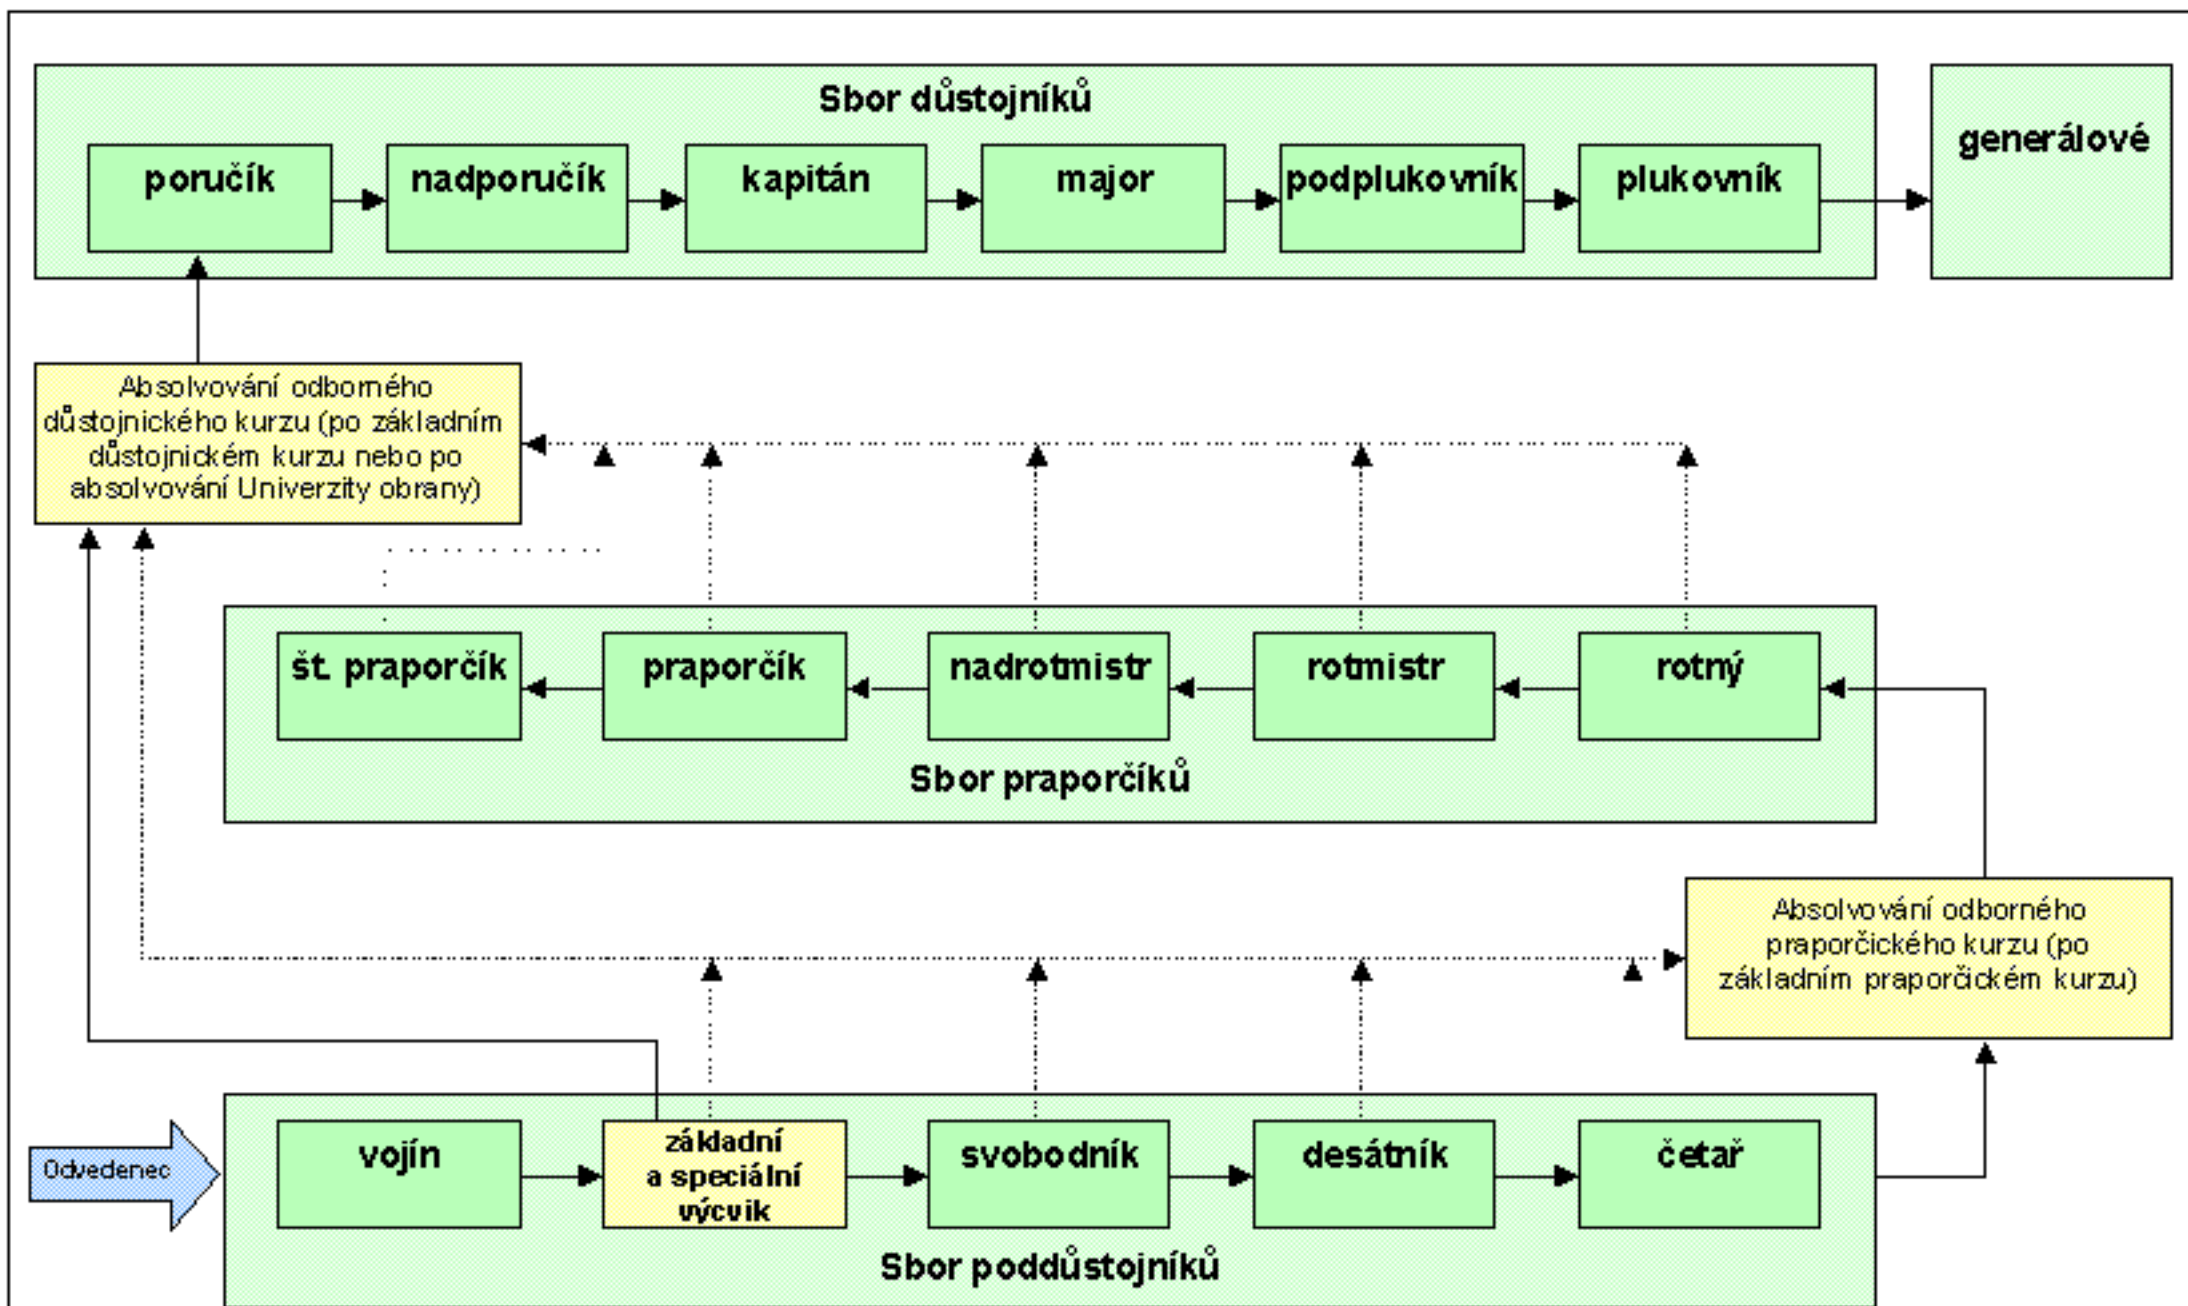 Sbor důstojníků
generálové
poručík
nadporučík
kapitán
major
podplukovník
plukovník
Absolvování odborného
důstojnického kurzu (po základním
důstojnickém kurzu nebo po
absolvování Univerzity obrany)
št. praporčík
praporčík
nadrotmistr
rotmistr
rotný
Sbor praporčíků
Absolvování odborného
praporčického kurzu (po
základním praporčickém kurzu)
Odvedenec
vojín
základní
a speciální
výcvik
svobodník
desátník
četař
Sbor poddůstojníků